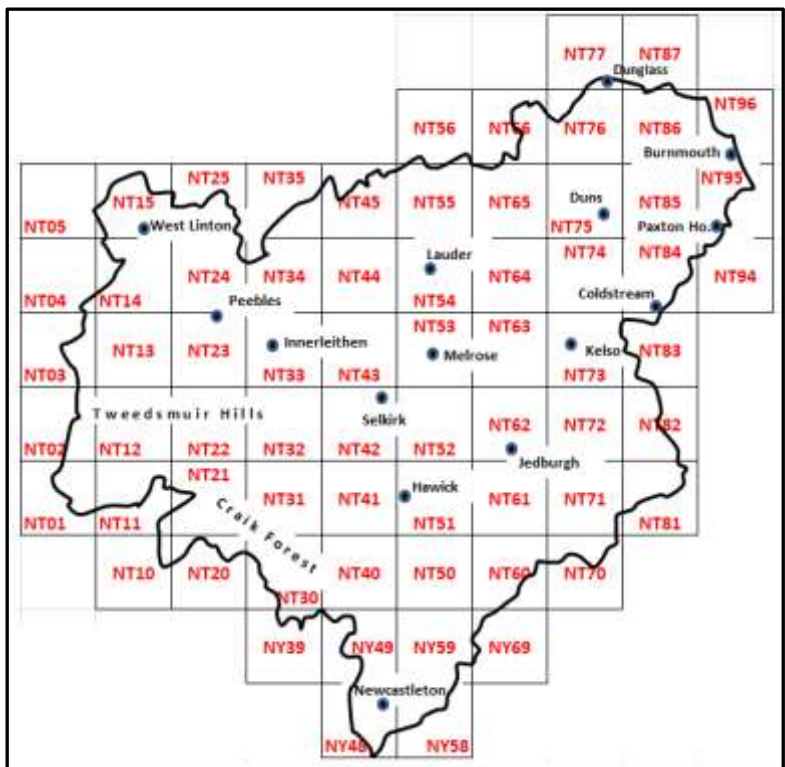 NT77 NT87
Dunglass
NT96
NT56 NT66 NT76 NT86
Burnmouth
NT25 NT35 NT95
NT15 NT45 NT55 NT65 Duns NT85
NT05 West Linton NT75 Paxton Ho.
NT74 NT84
Lauder
NT24 NT34 NT44 NT64 NT94
NT04 NT14 Peebles NT54 Coldstream
NT53 NT63
NT13 NT23 Innerleithen Melrose Kelso NT83
NT03 NT33 NT43 NT73
Tweedsmuir Hills
Selkirk NT62 NT72 NT82
NT02 NT12 NT22 NT32 NT42 NT52
Jedburgh
NT21
NT31 NT41 Hawick NT61 NT71
Craik Forest
NT01 NT11 NT51 NT81
NT10 NT20 NT40 NT50 NT60 NT70
NT30
NY39 NY49 NY59 NY69
Newcastleton
NY48 NY58